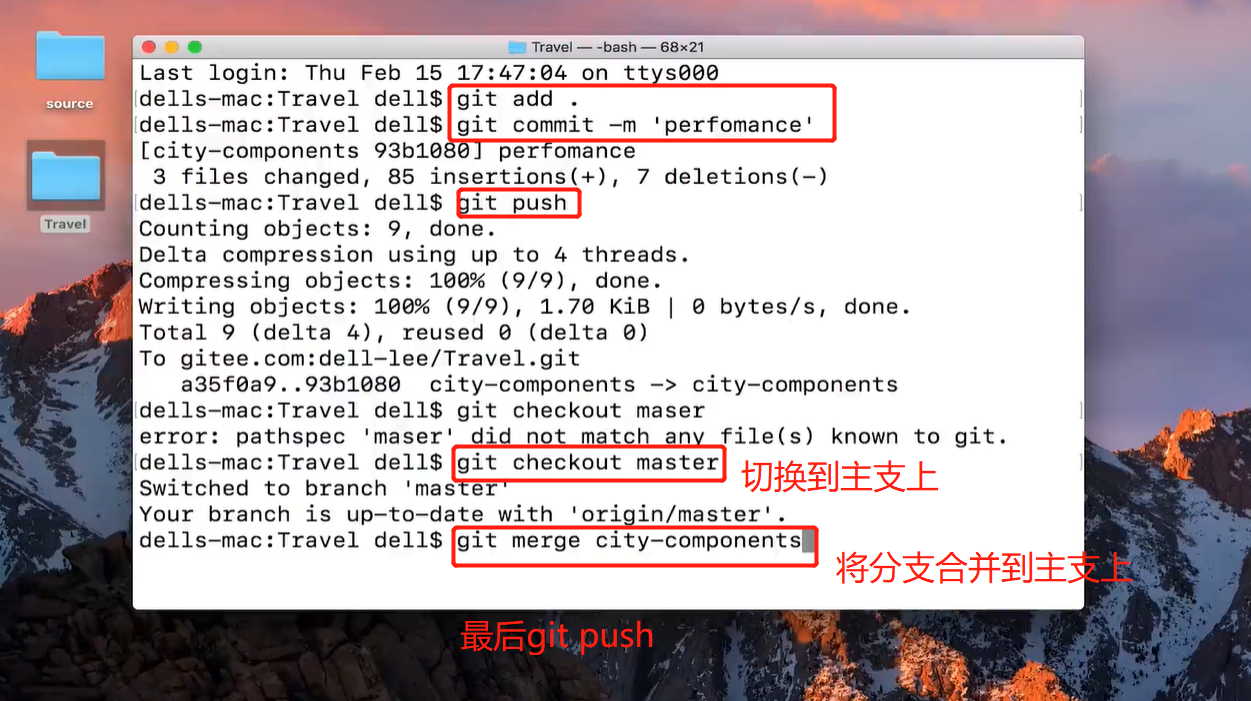 source
Travel
Travel — -bash — 68×21
Last login: Thu Feb 15 17:47:04 on ttys000
[dells-mac:Travel dell$ git add . ]
[dells-mac:Travel dell$ git commit -m 'perfomance' ]
[city-components 93b1080] perfomance
3 files changed, 85 insertions(+), 7 deletions(-)
[dells-mac:Travel dell$ git push ]
Counting objects: 9, done.
Delta compression using up to 4 threads.
Compressing objects: 100% (9/9), done.
Writing objects: 100% (9/9), 1.70 KiB | 0 bytes/s, done.
Total 9 (delta 4), reused 0 (delta 0)
To gitee.com:dell-lee/Travel.git
a35f0a9..93b1080 city-components -> city-components
[dells-mac:Travel dell$ git checkout maser ]
error: pathspec 'maser' did not match any file(s) known to git.
[dells-mac:Travel dell$ git checkout master ]
切换到主支上
Switched to branch 'master'
Your branch is up-to-date with 'origin/master'.
dells-mac:Travel dell$ git merge city-components
将分支合并到主支上
最后git push